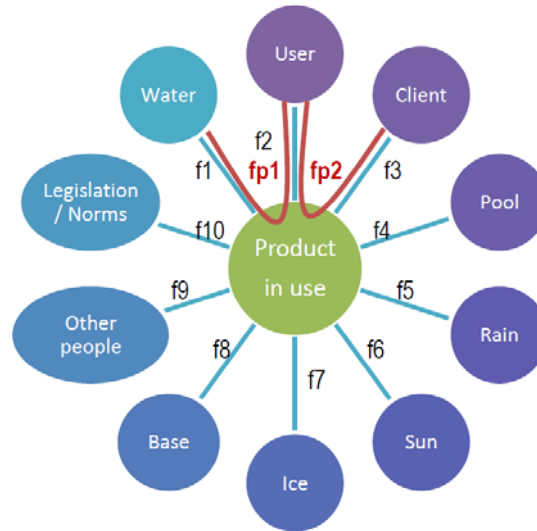 User
Water
Client
f2
f1
fp1
fp2
f3
Legislation
/ Norms
Pool
f10
f4
Product
in use
f9
f5
Other
people
Rain
f8
f6
f7
Base
Sun
Ice